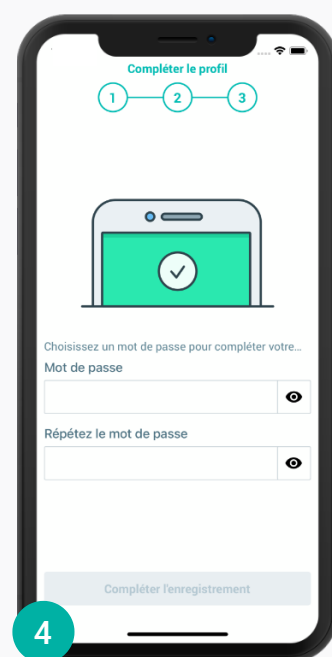 Compléter le profil
1 2 3
Choisissez un mot de passe pour compléter votre...
Mot de passe
Répétez le mot de passe
Compléter l'enregistrement
4